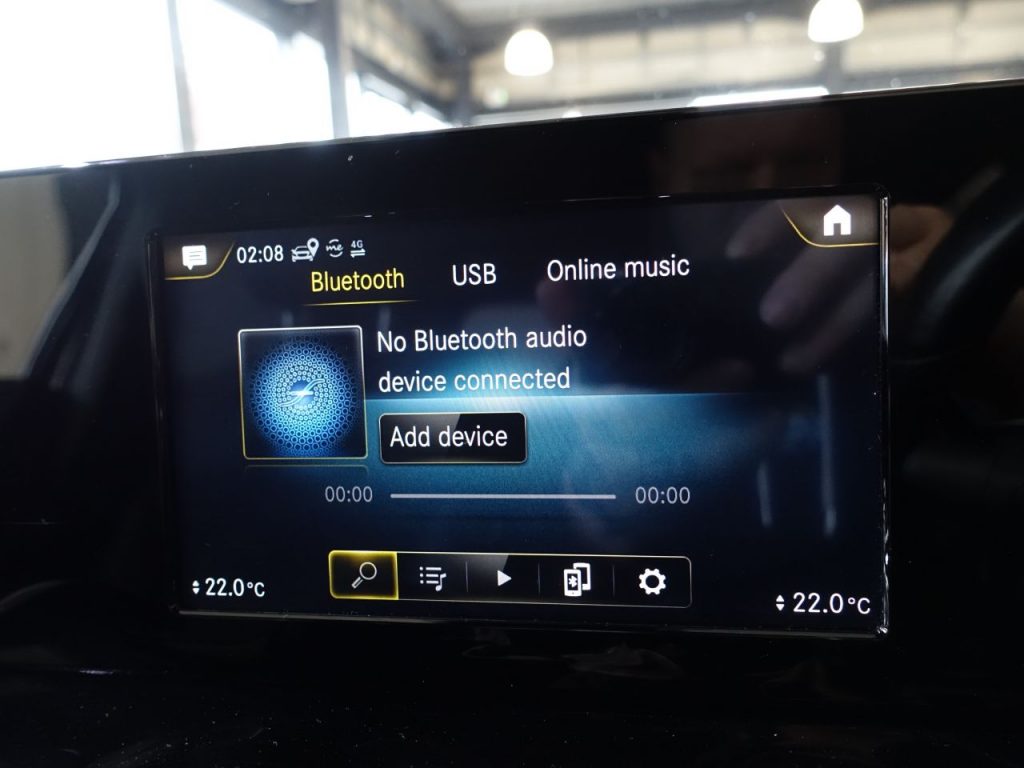 02:08 me 4G
Bluetooth USB Online music
No Bluetooth audio
device connected
Add device
00:00 00:00
22.0°C 22.0°C